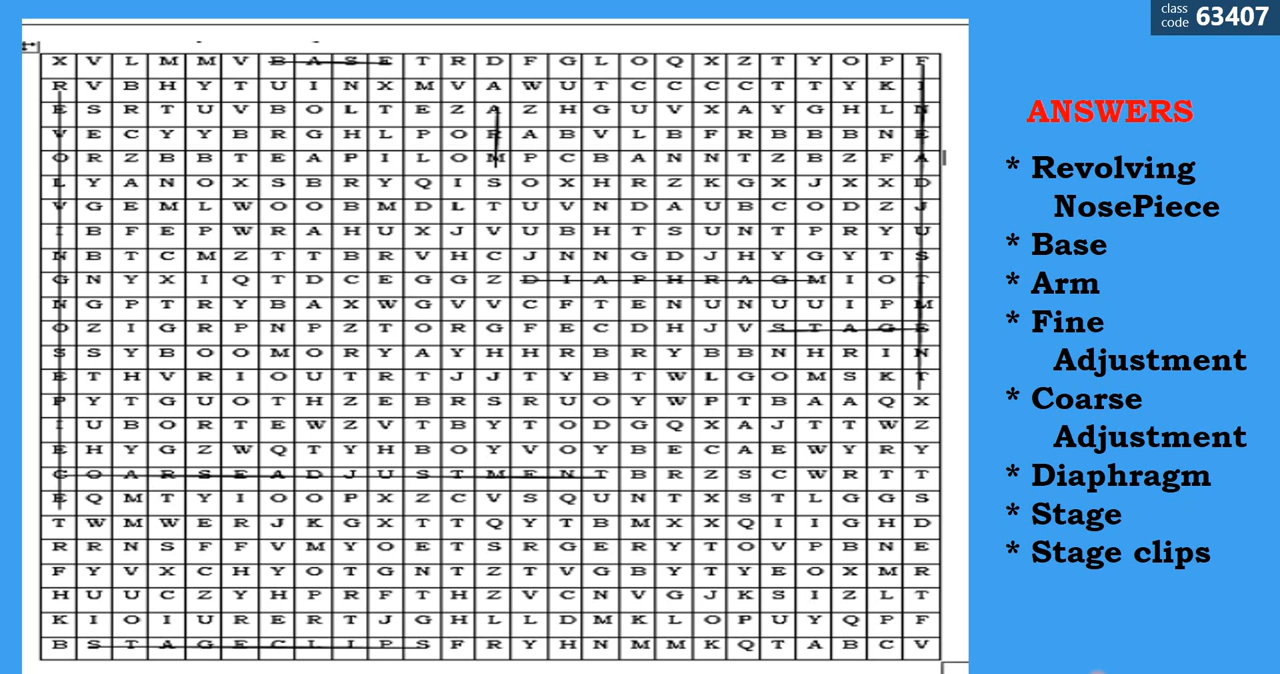 class
code 63407
X V L M M V B A S E T R D F G L O Q X Z T Y O P F
R V B H Y T U I N X M V A W U T C C C C T T Y K I
E S R T U V B O L T E Z A Z H G U V X A Y G H L N
V E C Y Y B R G H L P O R A B V L B F R B B B N E
O R Z B B T E A P I L O M P C B A N N T Z B Z F A
L Y A N O X S B R Y Q I S O X H R Z K G X J X X D
V G E M L W O O B M D L T U V N D A U B C O D Z J
I B F E P W R A H U X J V U B H T S U N T P R Y U
N B T C M Z T T B R V H C J N N G D J H Y G Y T S
G N Y X I Q T D C E G G Z D I A P H R A G M I O T
N G P T R Y B A X W G V V C F T E N U N U U I P M
O Z I G R P N P Z T O R G F E C D H J V S T A G E
S S Y B O O M O R Y A Y H H R B R Y B B N H R I N
E T H V R I O U T R T J J T Y B T W L G O M S K T
P Y T G U O T H Z E B R S R U O Y W P T B A A Q X
I U B O R T E W Z V T B Y T O D G Q X A J T T W Z
E H Y G Z W Q T Y H B O Y V O Y B E C A E W Y R Y
C O A R S E A D J U S T M E N T B R Z S C W R T T
E Q M T Y I O O P X Z C V S Q U N T X S T L G G S
T W M W E R J K G X T T Q Y T B M X X Q I I G H D
R R N S F F V M Y O E T S R G E R Y T O V P B N E
F Y V X C H Y O T G N T Z T V G B Y T Y E O X M R
H U U C Z Y H P R F T H Z V C N V G J K S I Z L T
K I O I U R E R T J G H L L D M K L O P U Y Q P F
B S T A G E C L I P S F R Y H N M M K Q T A B C V
ANSWERS
* Revolving
NosePiece
* Base
* Arm
* Fine
Adjustment
* Coarse
Adjustment
* Diaphragm
* Stage
* Stage clips